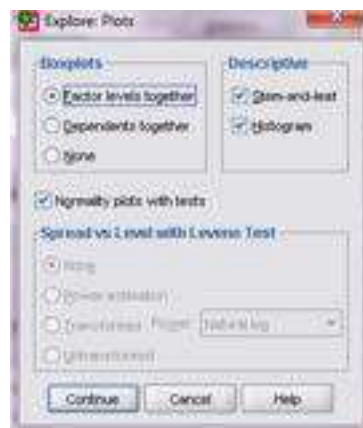 Explore: Plots
Boxplots
Factor levels together
Dependents together
None
Descriptive
Stem-and-leaf
Histogram
Normality plots with tests
Spread vs Level with Levene Test
None
Power estimation
Transformed Power: Natural log
Untransformed
Continue Cancel Help